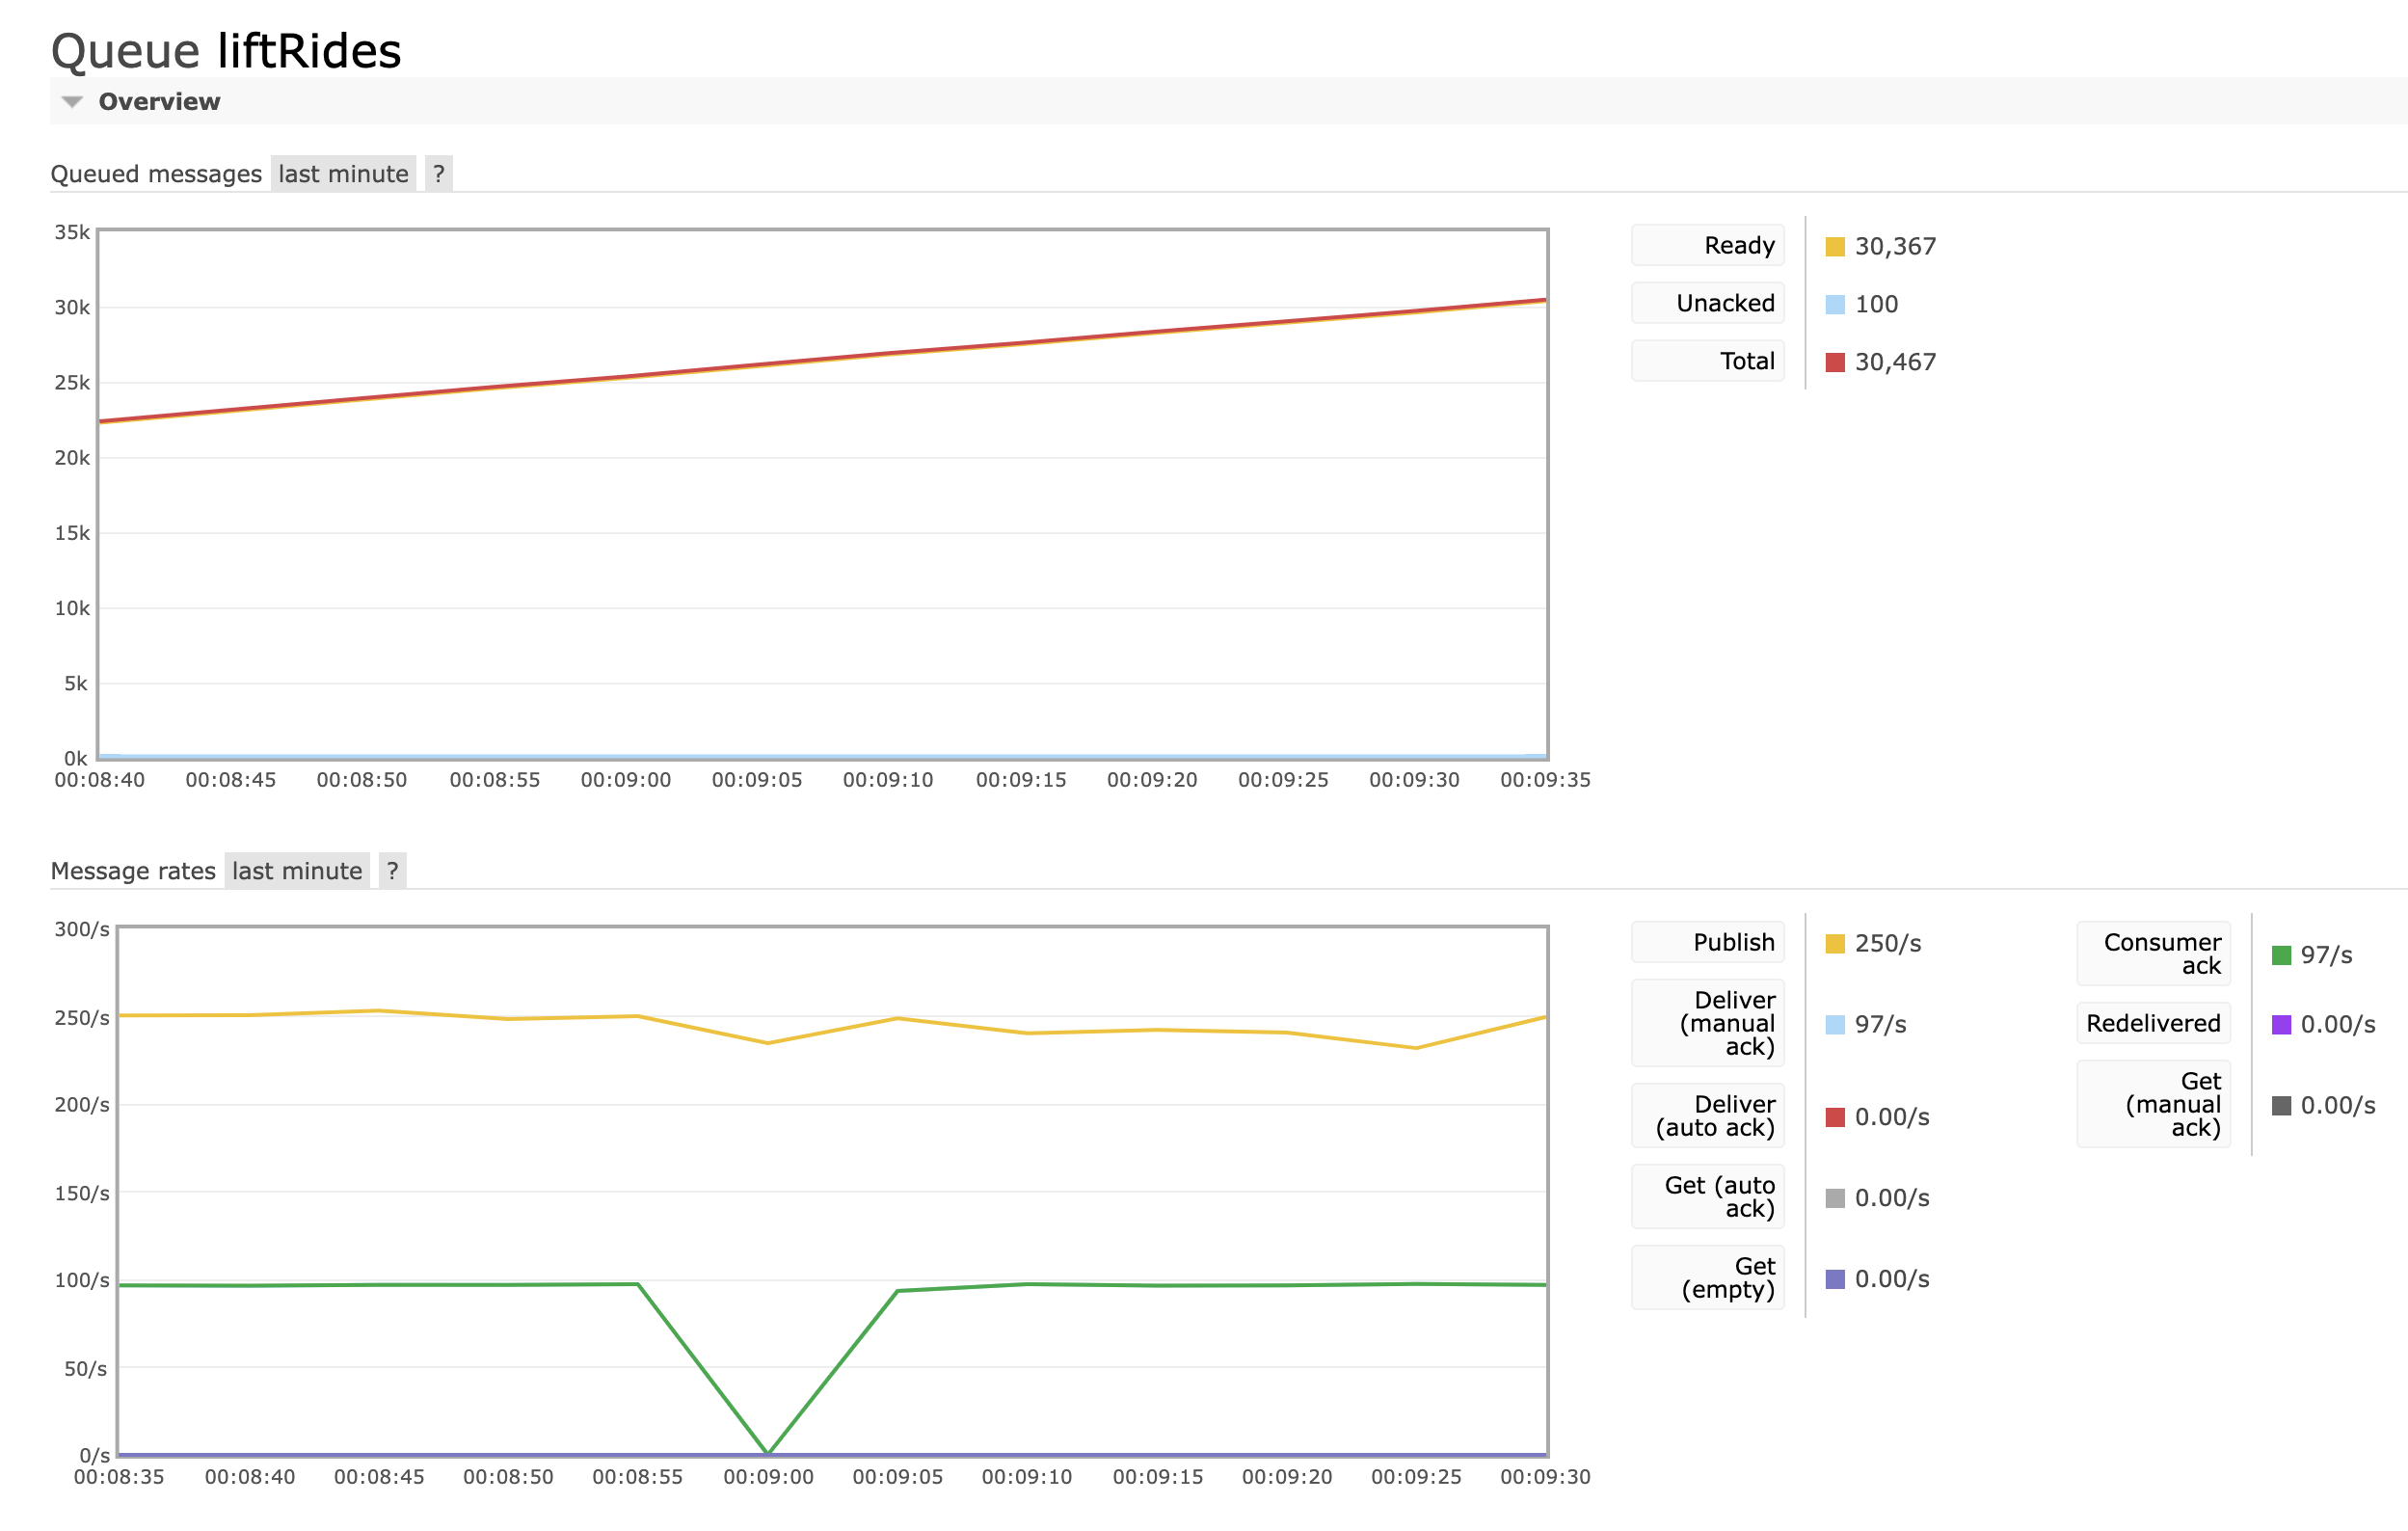 Queue liftRides
Overview
Queued messages last minute ?
35k
30k
25k
20k
15k
10k
5k
0k
00:08:40 00:08:45 00:08:50 00:08:55 00:09:00 00:09:05 00:09:10 00:09:15 00:09:20 00:09:25 00:09:30 00:09:35
Ready 30,367
Unacked 100
Total 30,467
Message rates last minute ?
300/s
250/s
200/s
150/s
100/s
50/s
0/s
00:08:35 00:08:40 00:08:45 00:08:50 00:08:55 00:09:00 00:09:05 00:09:10 00:09:15 00:09:20 00:09:25 00:09:30
Publish 250/s
Deliver
(manual 97/s
ack)
Deliver
(auto ack) 0.00/s
Get (auto
ack) 0.00/s
Get
(empty) 0.00/s
Consumer
ack 97/s
Redelivered 0.00/s
Get
(manual 0.00/s
ack)